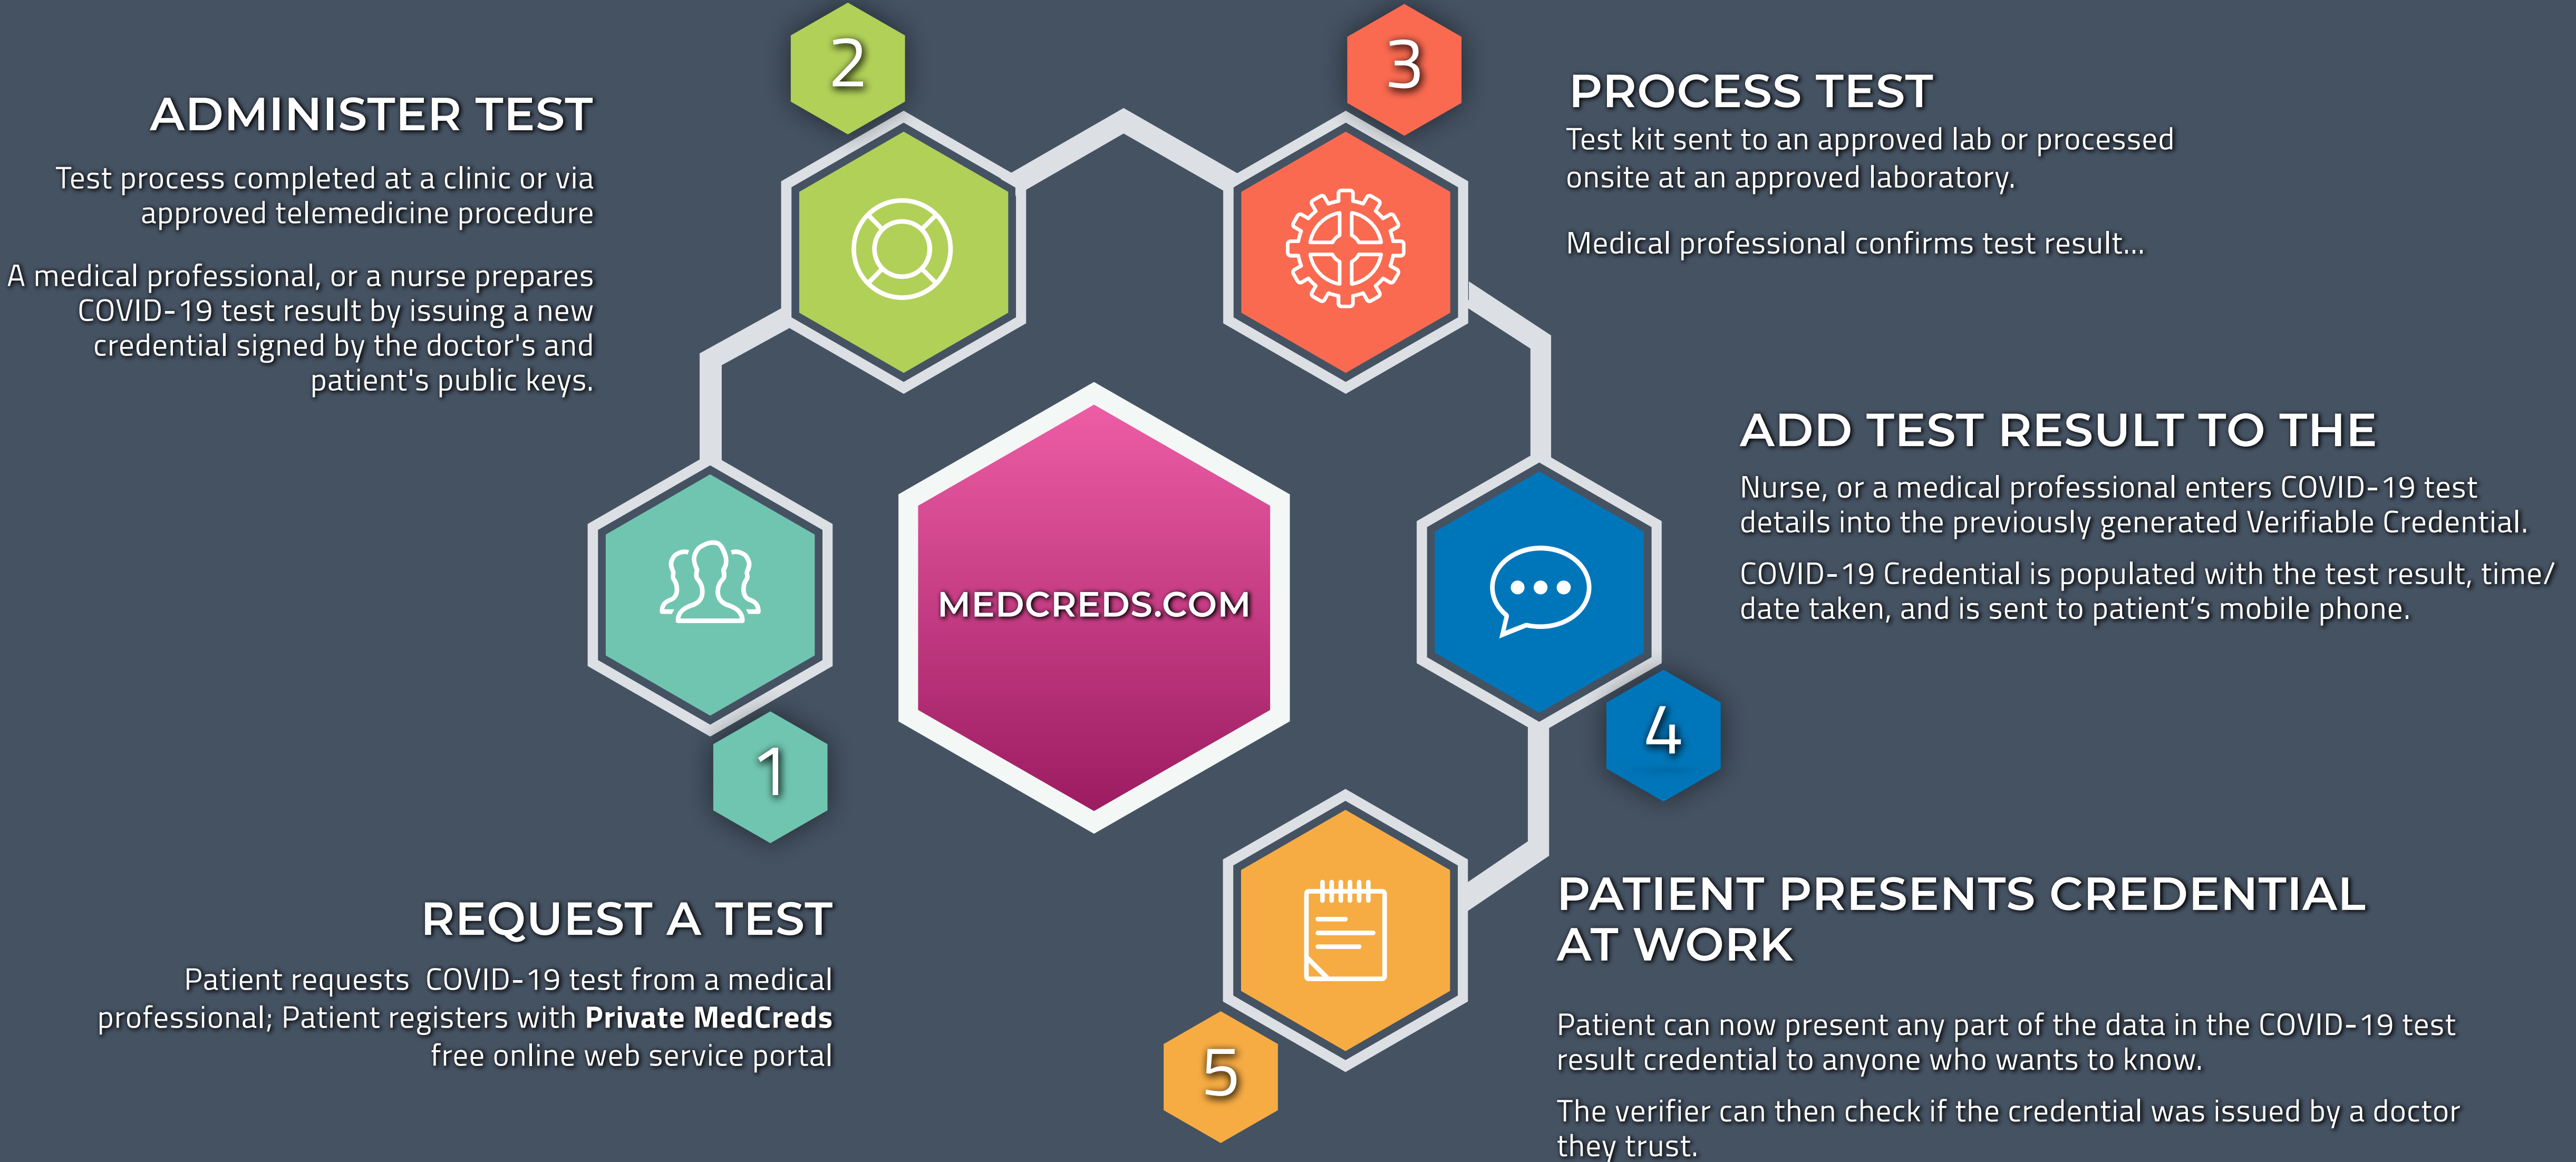 2
ADMINISTER TEST
Test process completed at a clinic or via
approved telemedicine procedure
A medical professional, or a nurse prepares
COVID-19 test result by issuing a new
credential signed by the doctor's and
patient's public keys.
3
PROCESS TEST
Test kit sent to an approved lab or processed
onsite at an approved laboratory.
Medical professional confirms test result...
MEDCREDS.COM
ADD TEST RESULT TO THE
Nurse, or a medical professional enters COVID-19 test
details into the previously generated Verifiable Credential.
COVID-19 Credential is populated with the test result, time/
date taken, and is sent to patient’s mobile phone.
4
1
REQUEST A TEST
Patient requests  COVID-19 test from a medical
professional; Patient registers with Private MedCreds
free online web service portal
5
PATIENT PRESENTS CREDENTIAL
AT WORK
Patient can now present any part of the data in the COVID-19 test
result credential to anyone who wants to know.
The verifier can then check if the credential was issued by a doctor
they trust.